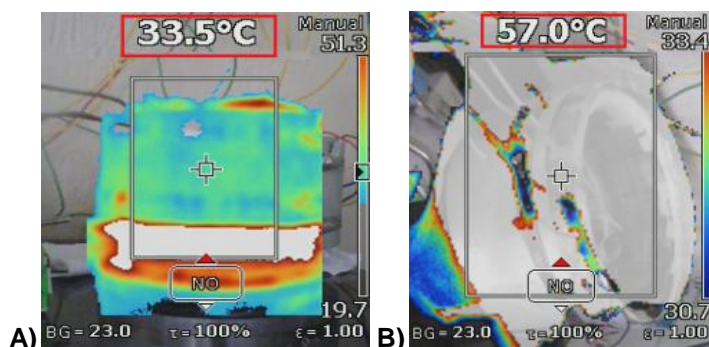 33.5°C
Manual
51.3
NO
19.7
BG = 23.0 τ = 100% ε = 1.00
A)
57.0°C
Manual
33.4
NO
30.7
BG = 23.0 τ = 100% ε = 1.00
B)